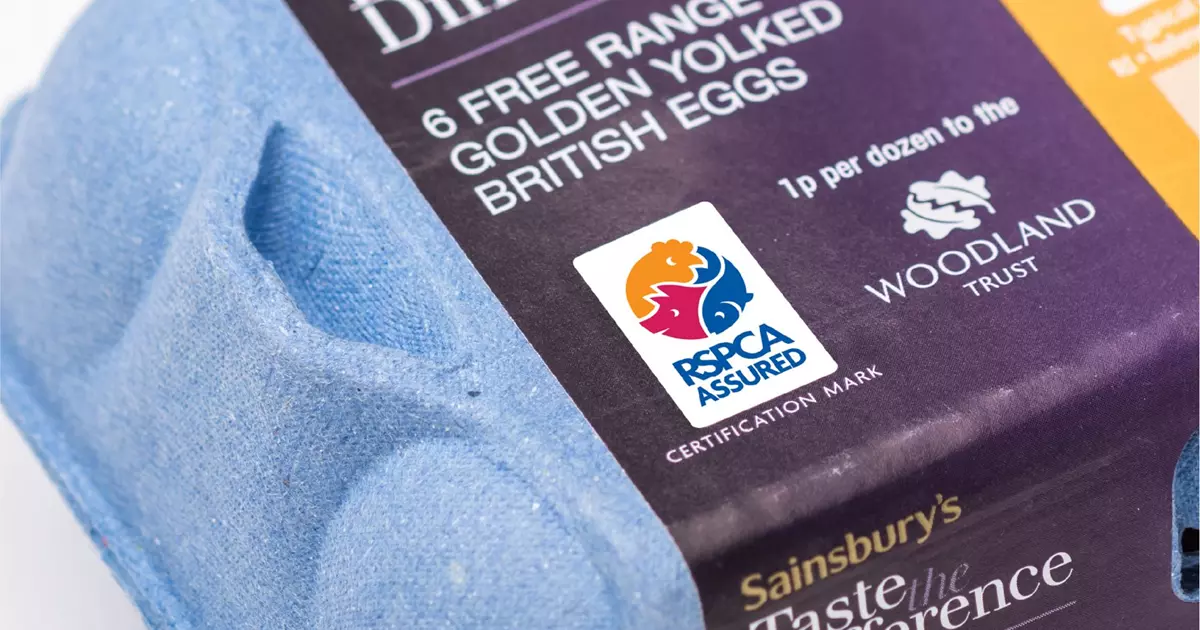 6 FREE RANGE
GOLDEN YOLKED
BRITISH EGGS
1p per dozen to the
WOODLAND
TRUST
RSPCA
ASSURED
CERTIFICATION MARK
Sainsbury's
Taste the